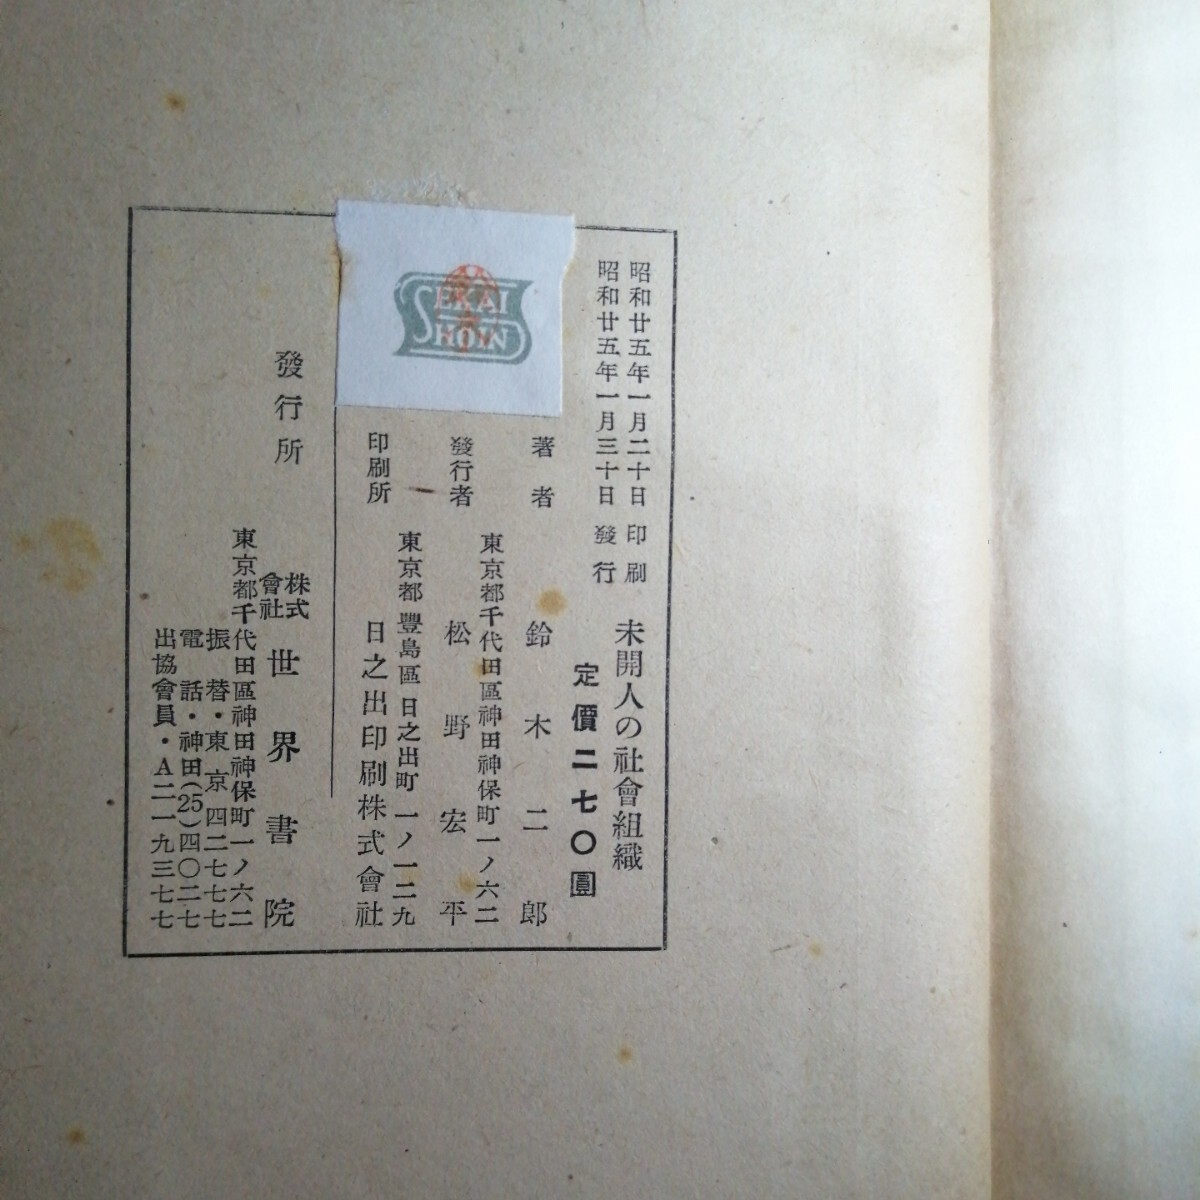 昭和廿五年一月二十日 印刷
昭和廿五年一月三十日 發行
未開人の社會組織
定價二七〇圓
著者 鈴木二郎
東京都千代田區神田神保町一ノ六二
發行者 松野宏平
東京都豐島區日之出町一ノ一二九
印刷所 日之出印刷株式會社
SEKAI
SHOIN
發行所 株式會社 世界書院
東京都千代田區神田神保町一ノ六二
振替・東京四二七七七
電話・神田(25)四〇二七
出協會員・A二一九三七七